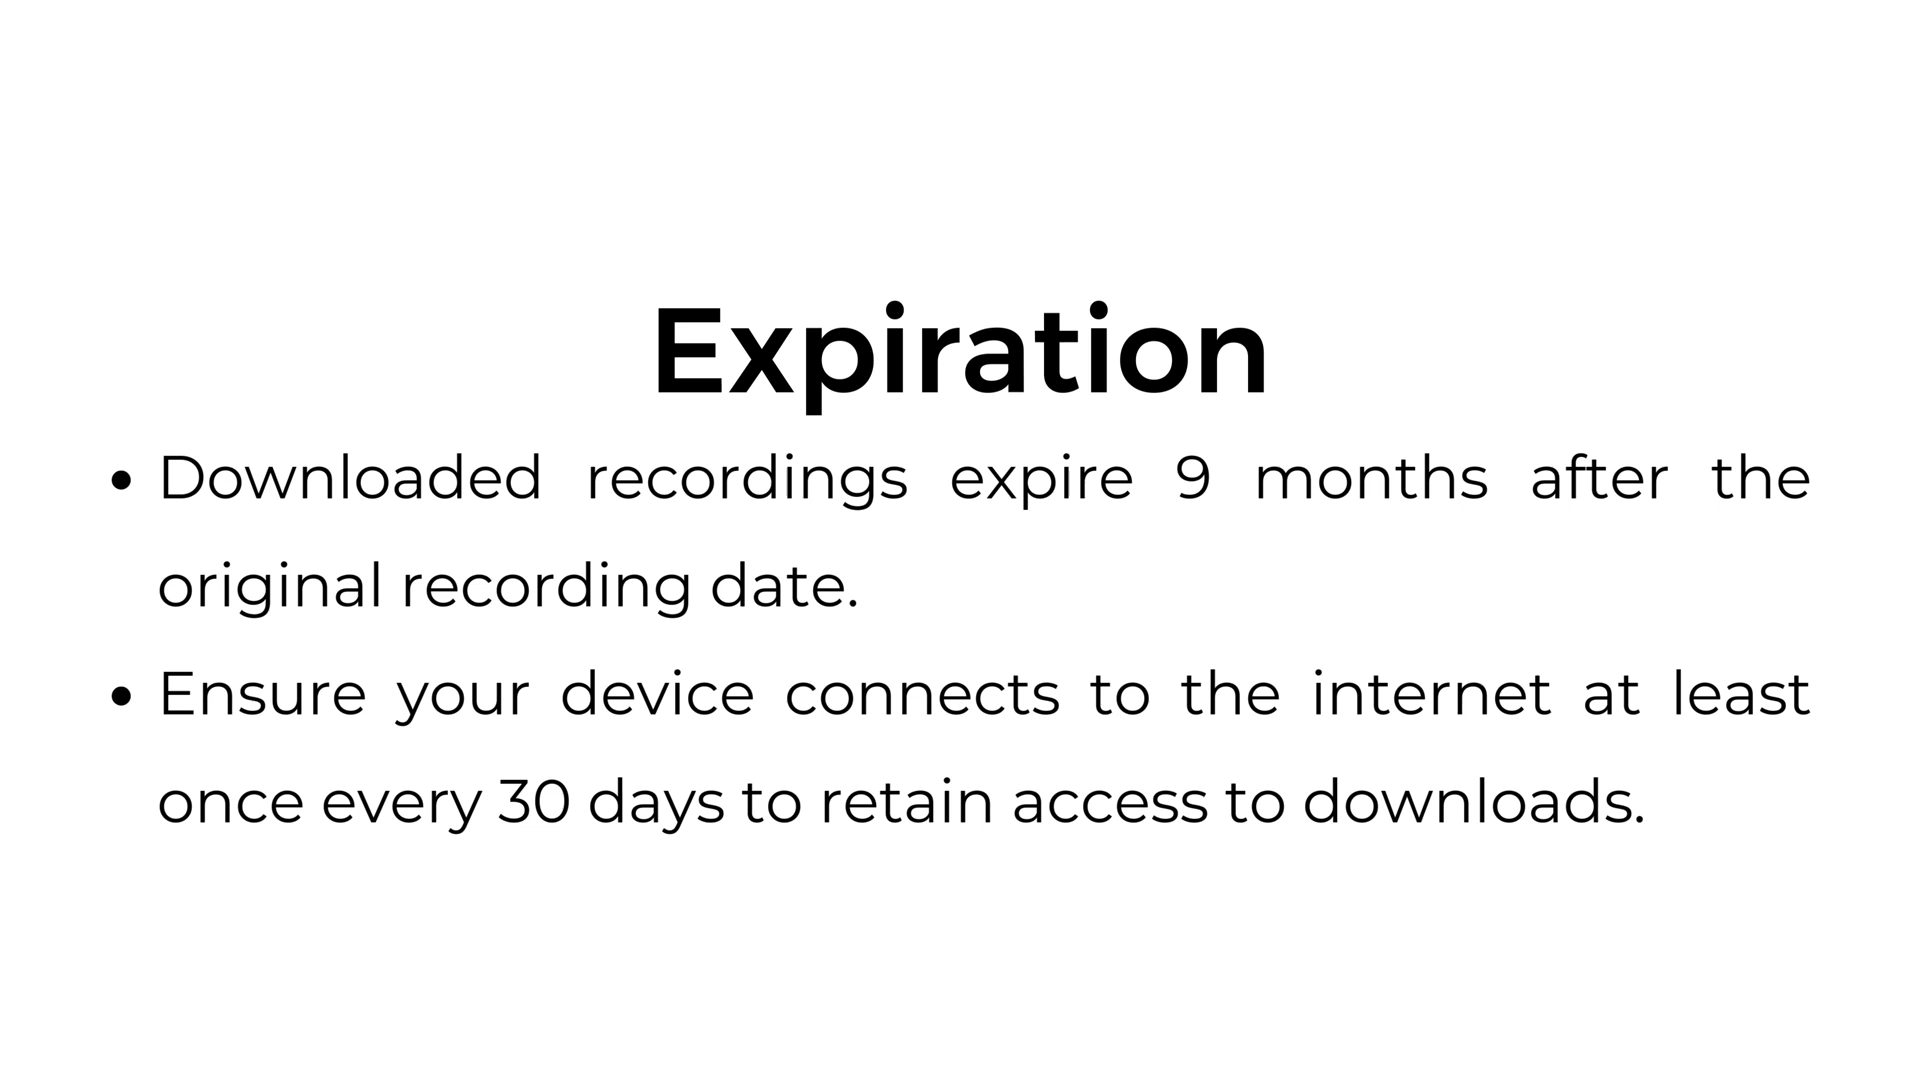 Expiration
• Downloaded recordings expire 9 months after the
original recording date.
• Ensure your device connects to the internet at least
once every 30 days to retain access to downloads.